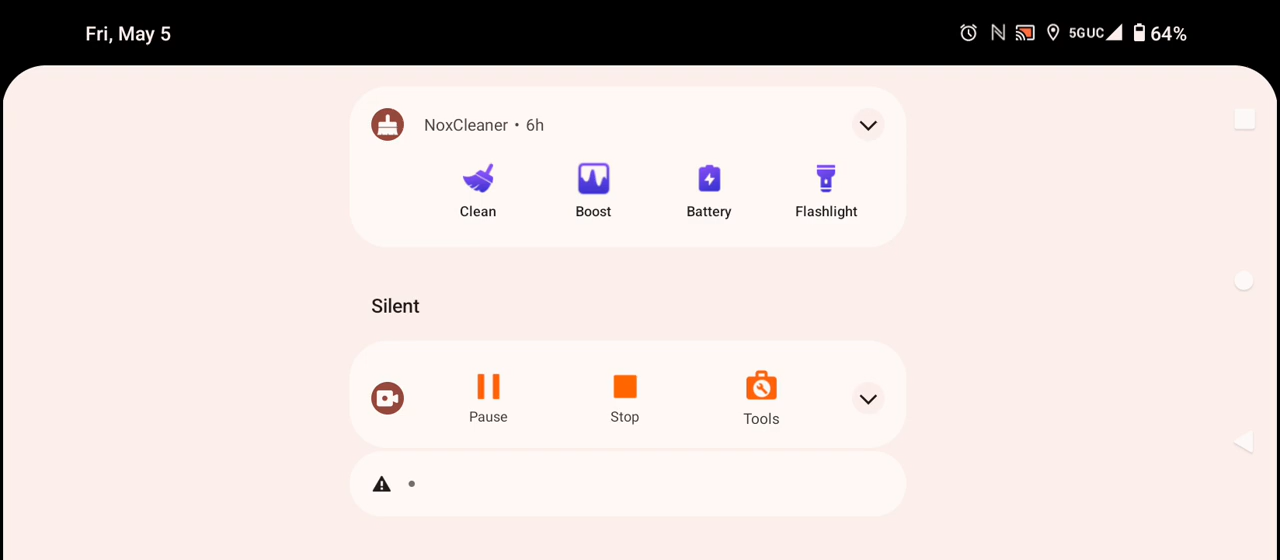 Fri, May 5
5GUC 64%
NoxCleaner • 6h
Clean Boost Battery Flashlight
Silent
Pause Stop Tools